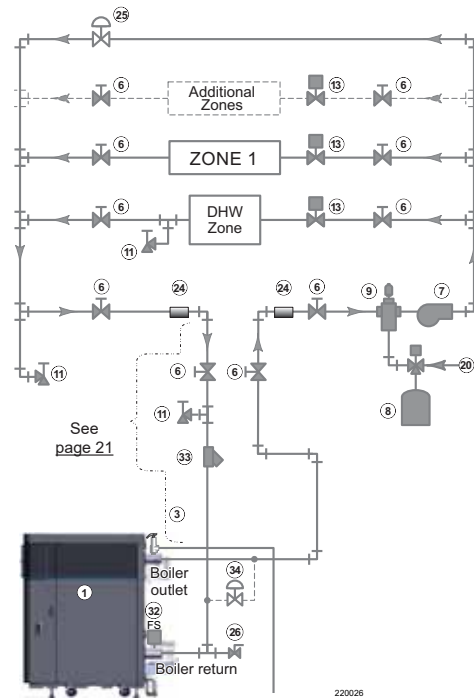 25
6
Additional
Zones
13
6
6
ZONE 1
13
6
6
DHW
Zone
13
6
11
6
24
24
6
9
7
11
6
6
20
8
11
See
page 21
33
3
Boiler
outlet
34
1
32
FS
26
Boiler return
220026